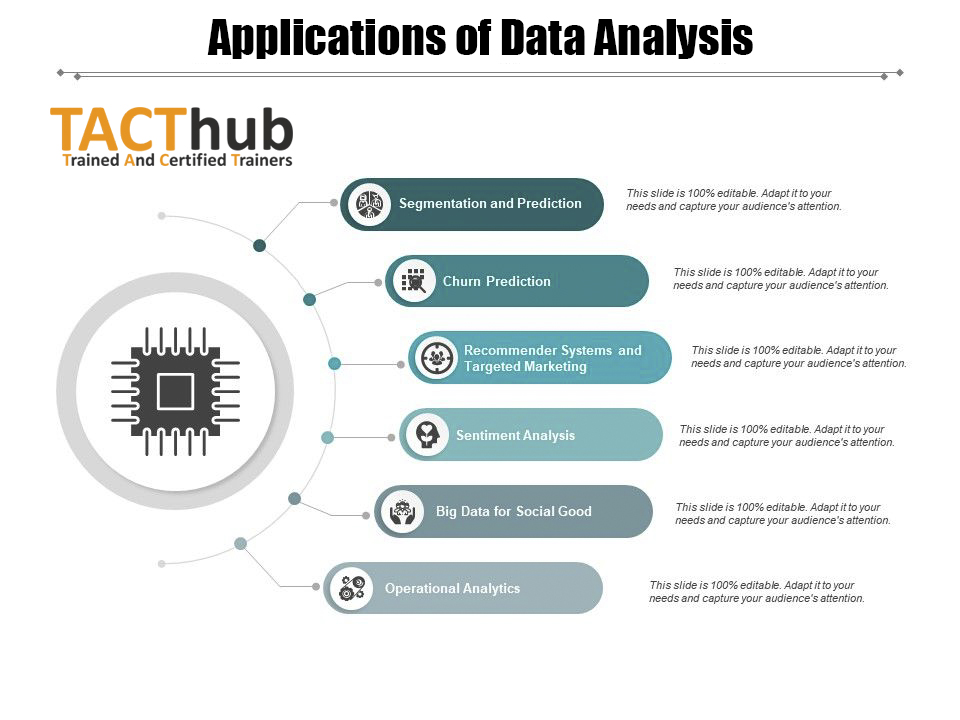 Applications of Data Analysis
TACThub
Trained And Certified Trainers
Segmentation and Prediction
This slide is 100% editable. Adapt it to your
needs and capture your audience's attention.
Churn Prediction
This slide is 100% editable. Adapt it to your
needs and capture your audience's attention.
Recommender Systems and
Targeted Marketing
This slide is 100% editable. Adapt it to your
needs and capture your audience's attention.
Sentiment Analysis
This slide is 100% editable. Adapt it to your
needs and capture your audience's attention.
Big Data for Social Good
This slide is 100% editable. Adapt it to your
needs and capture your audience's attention.
Operational Analytics
This slide is 100% editable. Adapt it to your
needs and capture your audience's attention.